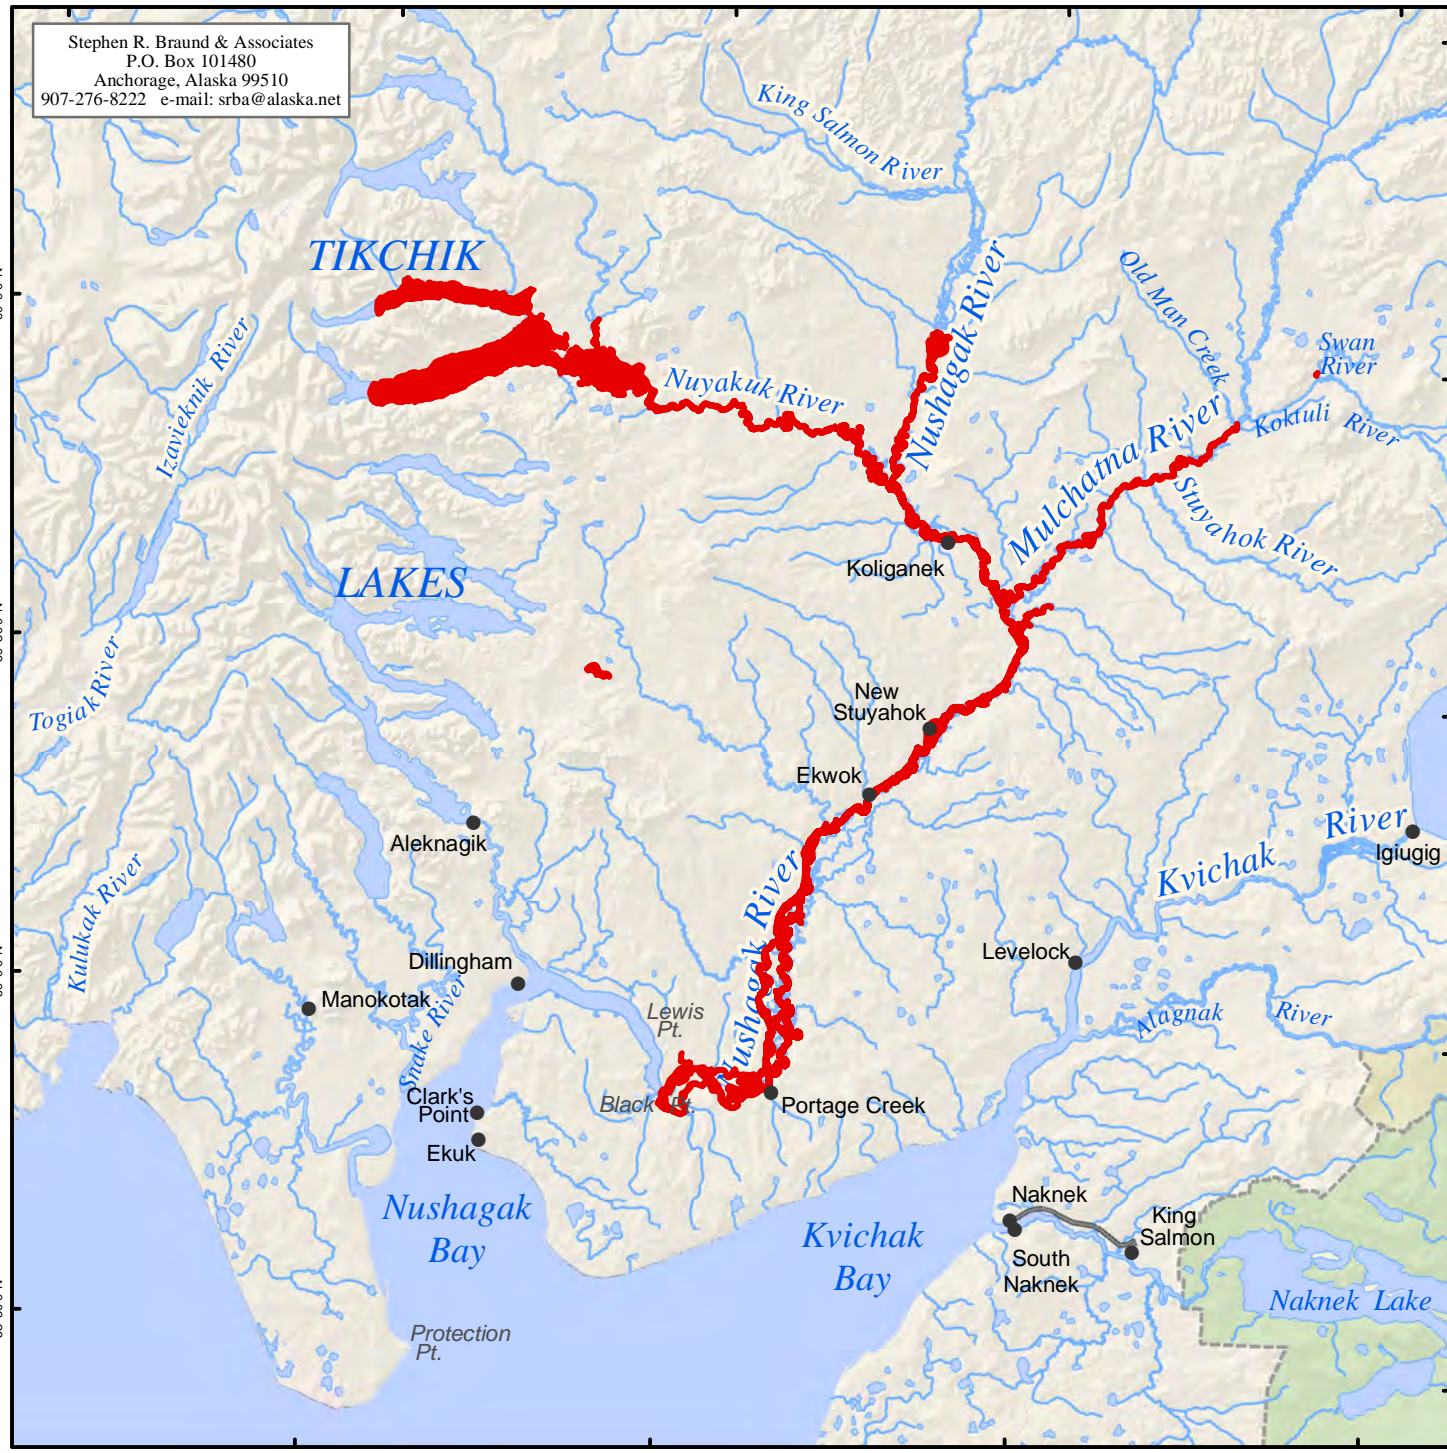 Stephen R. Braund & Associates
P.O. Box 101480
Anchorage, Alaska 99510
907-276-8222 e-mail: srba@alaska.net
King Salmon River
TIKCHIK
Nushagak River
Old Man Creek
Swan
River
Izavieknik River
Nuyakuk River
Mulchatna River
Koktuli River
Stuyahok River
Koliganek
LAKES
Togiak River
New
Stuyahok
Ekwok
Aleknagik
Kvichak River
Igiugig
Kulukak River
Nushagak River
Levelock
Dillingham
Manokotak
Snake River
Lewis
Pt.
Alagnak River
Clark's
Point
Black Pt.
Portage Creek
Ekuk
Nushagak
Bay
Kvichak
Bay
Naknek
King
Salmon
South
Naknek
Naknek Lake
Protection
Pt.